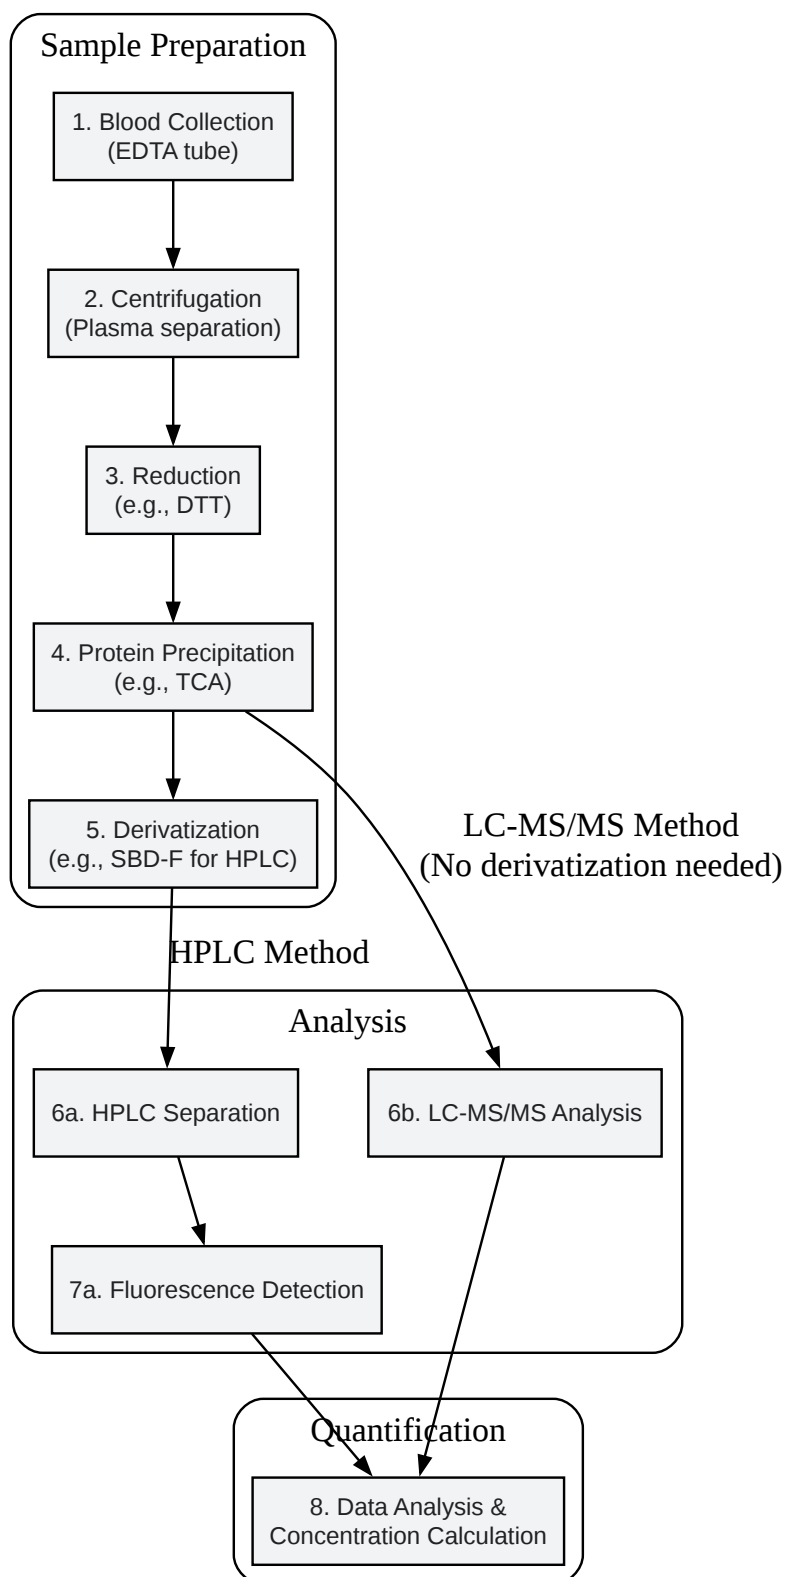 Sample Preparation
1. Blood Collection
(EDTA tube)
2. Centrifugation
(Plasma separation)
3. Reduction
(e.g., DTT)
4. Protein Precipitation
(e.g., TCA)
5. Derivatization
(e.g., SBD-F for HPLC)
LC-MS/MS Method
(No derivatization needed)
HPLC Method
Analysis
6a. HPLC Separation
6b. LC-MS/MS Analysis
7a. Fluorescence Detection
Quantification
8. Data Analysis &
Concentration Calculation